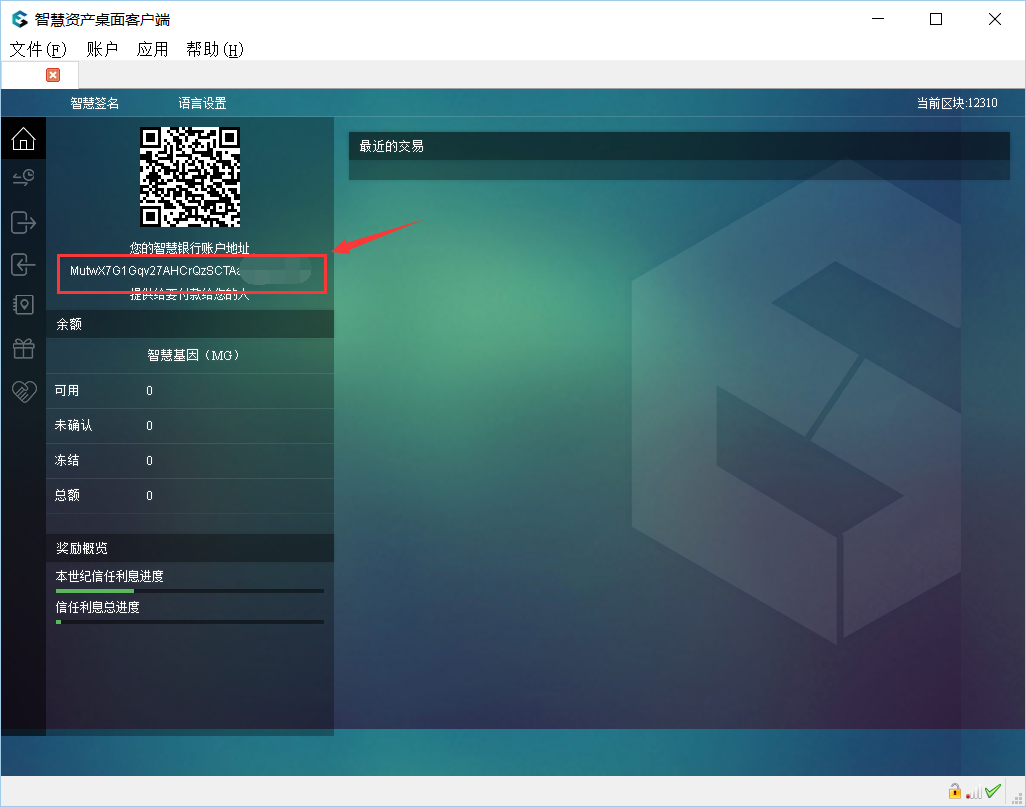 智慧资产桌面客户端
文件(F) 账户 应用 帮助(H)
智慧签名 语言设置 当前区块:12310
最近的交易
您的智慧银行账户地址
MutwX7G1Gqv27AHCrQzSCTAa
提供给要付款给您的人
余额
智慧基因（MG）
可用 0
未确认 0
冻结 0
总额 0
奖励概览
本世纪信任利息进度
信任利息总进度